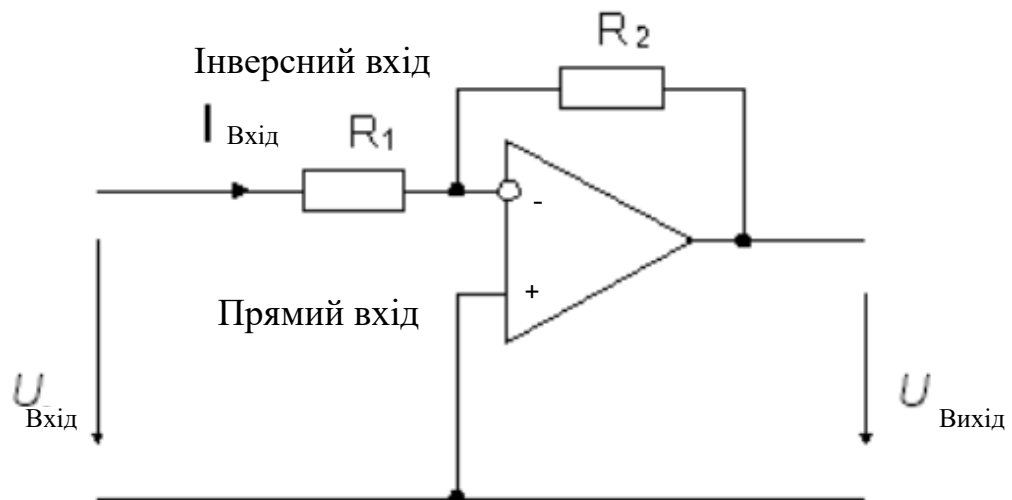 R2
Інверсний вхід
I Вхід
R1
-
+
Прямий вхід
U Вхід
U Вихід